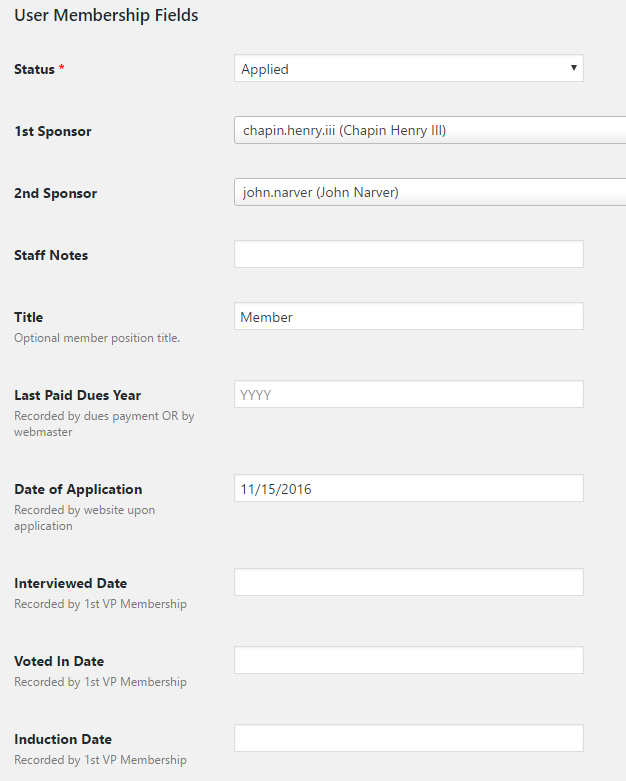 User Membership Fields
Status * Applied
1st Sponsor chapin.henry.iii (Chapin Henry III)
2nd Sponsor john.narver (John Narver)
Staff Notes
Title Member
Optional member position title.
Last Paid Dues Year YYYY
Recorded by dues payment OR by
webmaster
Date of Application 11/15/2016
Recorded by website upon
application
Interviewed Date
Recorded by 1st VP Membership
Voted In Date
Recorded by 1st VP Membership
Induction Date
Recorded by 1st VP Membership